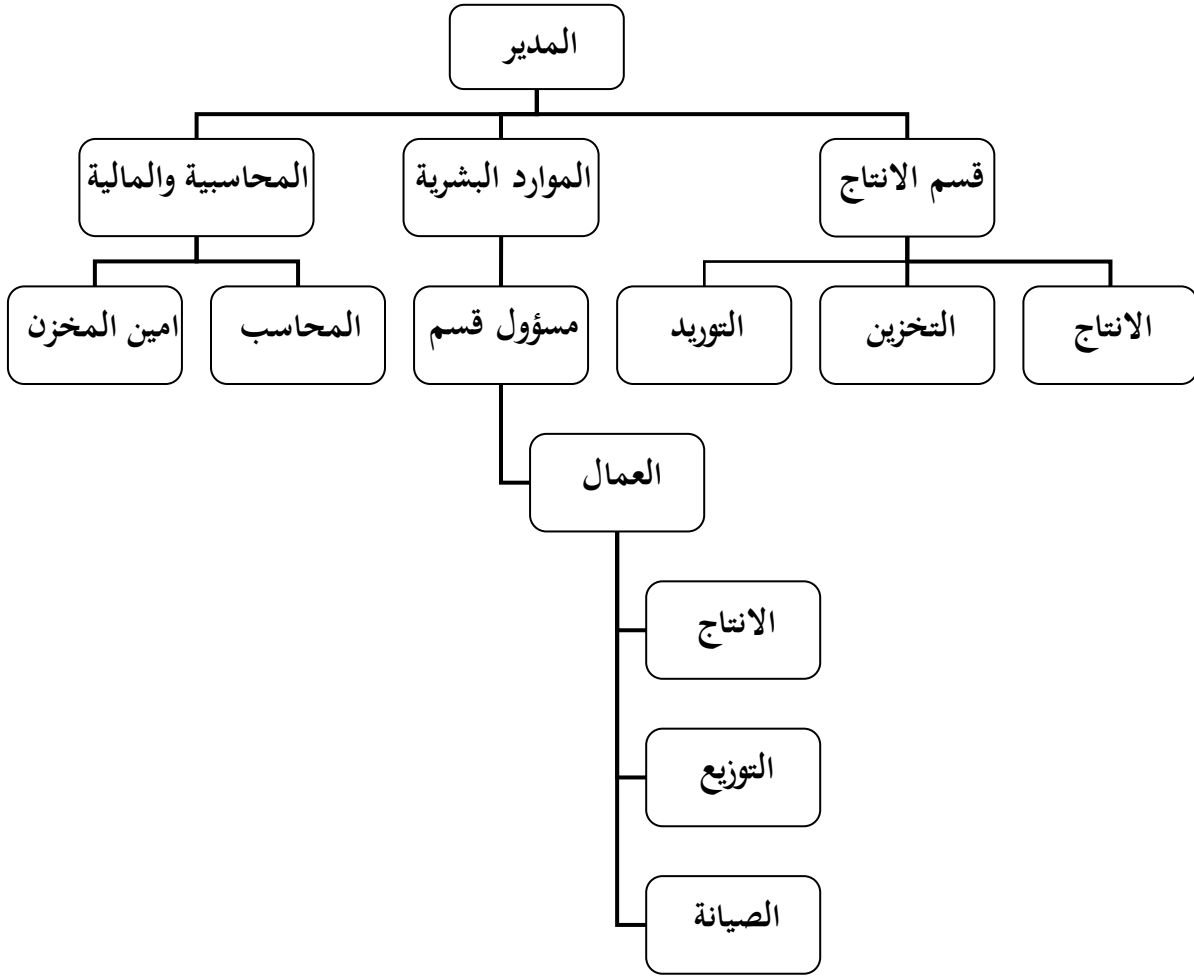 المدير
قسم الانتاج
الموارد البشرية
المحاسبية والمالية
الانتاج
التخزين
التوريد
مسؤول قسم
المحاسب
امين المخزن
العمال
الانتاج
التوزيع
الصيانة